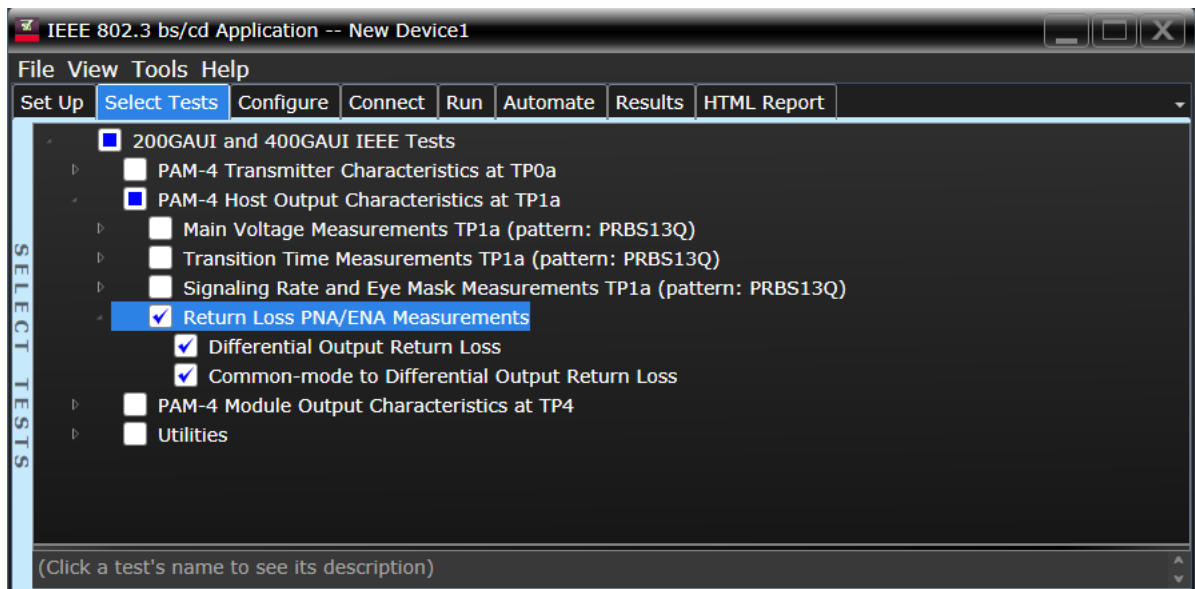 IEEE 802.3 bs/cd Application -- New Device1
File View Tools Help
Set Up Select Tests Configure Connect Run Automate Results HTML Report
200GAUI and 400GAUI IEEE Tests
PAM-4 Transmitter Characteristics at TP0a
PAM-4 Host Output Characteristics at TP1a
Main Voltage Measurements TP1a (pattern: PRBS13Q)
Transition Time Measurements TP1a (pattern: PRBS13Q)
Signaling Rate and Eye Mask Measurements TP1a (pattern: PRBS13Q)
Return Loss PNA/ENA Measurements
Differential Output Return Loss
Common-mode to Differential Output Return Loss
PAM-4 Module Output Characteristics at TP4
Utilities
SELECT TESTS
(Click a test's name to see its description)